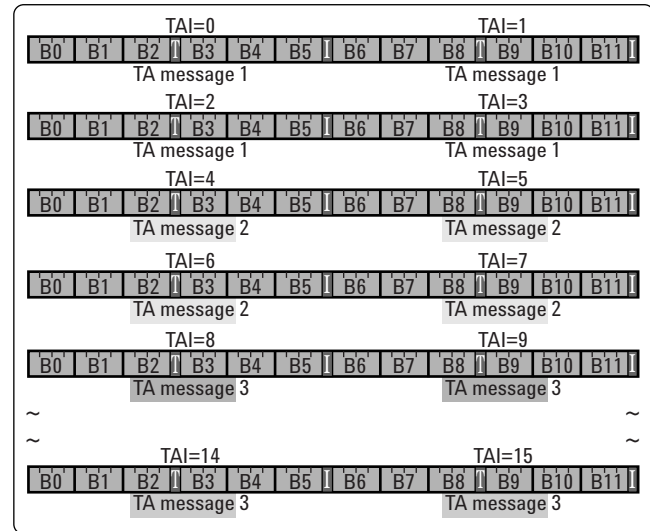 TAI=0 TAI=1
B0 B1 B2 T B3 B4 B5 I B6 B7 B8 T B9 B10 B11 I
TA message 1 TA message 1
TAI=2 TAI=3
B0 B1 B2 T B3 B4 B5 I B6 B7 B8 T B9 B10 B11 I
TA message 1 TA message 1
TAI=4 TAI=5
B0 B1 B2 T B3 B4 B5 I B6 B7 B8 T B9 B10 B11 I
TA message 2 TA message 2
TAI=6 TAI=7
B0 B1 B2 T B3 B4 B5 I B6 B7 B8 T B9 B10 B11 I
TA message 2 TA message 2
TAI=8 TAI=9
B0 B1 B2 T B3 B4 B5 I B6 B7 B8 T B9 B10 B11 I
TA message 3 TA message 3
~ ~
~ ~
TAI=14 TAI=15
B0 B1 B2 T B3 B4 B5 I B6 B7 B8 T B9 B10 B11 I
TA message 3 TA message 3